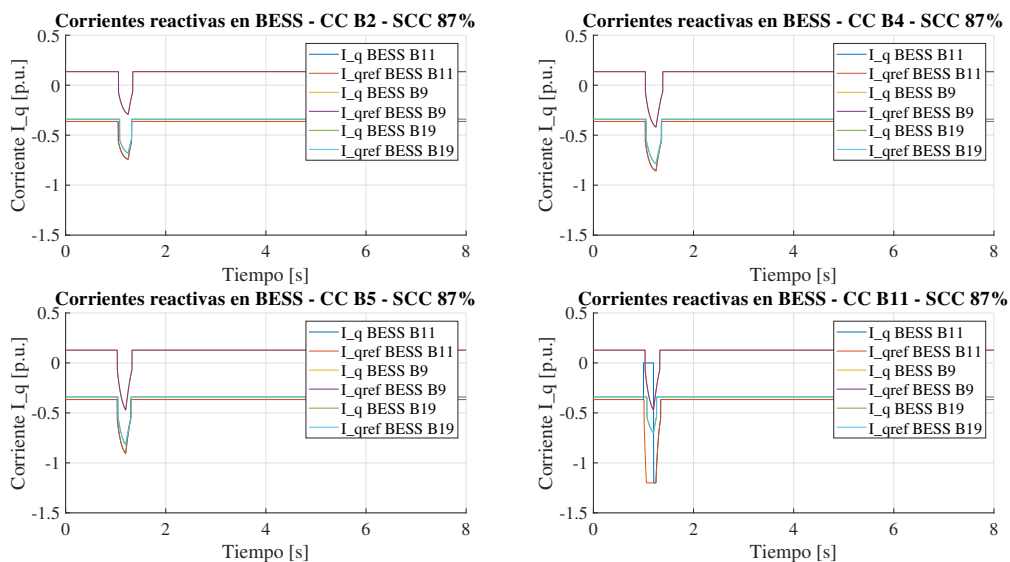 Corrientes reactivas en BESS - CC B2 - SCC 87%
0.5
0
-0.5
-1
-1.5
Corriente I_q [p.u.]
I_q BESS B11
I_qref BESS B11
I_q BESS B9
I_qref BESS B9
I_q BESS B19
I_qref BESS B19
0 2 4 6 8
Tiempo [s]
Corrientes reactivas en BESS - CC B4 - SCC 87%
0.5
0
-0.5
-1
-1.5
Corriente I_q [p.u.]
I_q BESS B11
I_qref BESS B11
I_q BESS B9
I_qref BESS B9
I_q BESS B19
I_qref BESS B19
0 2 4 6 8
Tiempo [s]
Corrientes reactivas en BESS - CC B5 - SCC 87%
0.5
0
-0.5
-1
-1.5
Corriente I_q [p.u.]
I_q BESS B11
I_qref BESS B11
I_q BESS B9
I_qref BESS B9
I_q BESS B19
I_qref BESS B19
0 2 4 6 8
Tiempo [s]
Corrientes reactivas en BESS - CC B11 - SCC 87%
0.5
0
-0.5
-1
-1.5
Corriente I_q [p.u.]
I_q BESS B11
I_qref BESS B11
I_q BESS B9
I_qref BESS B9
I_q BESS B19
I_qref BESS B19
0 2 4 6 8
Tiempo [s]